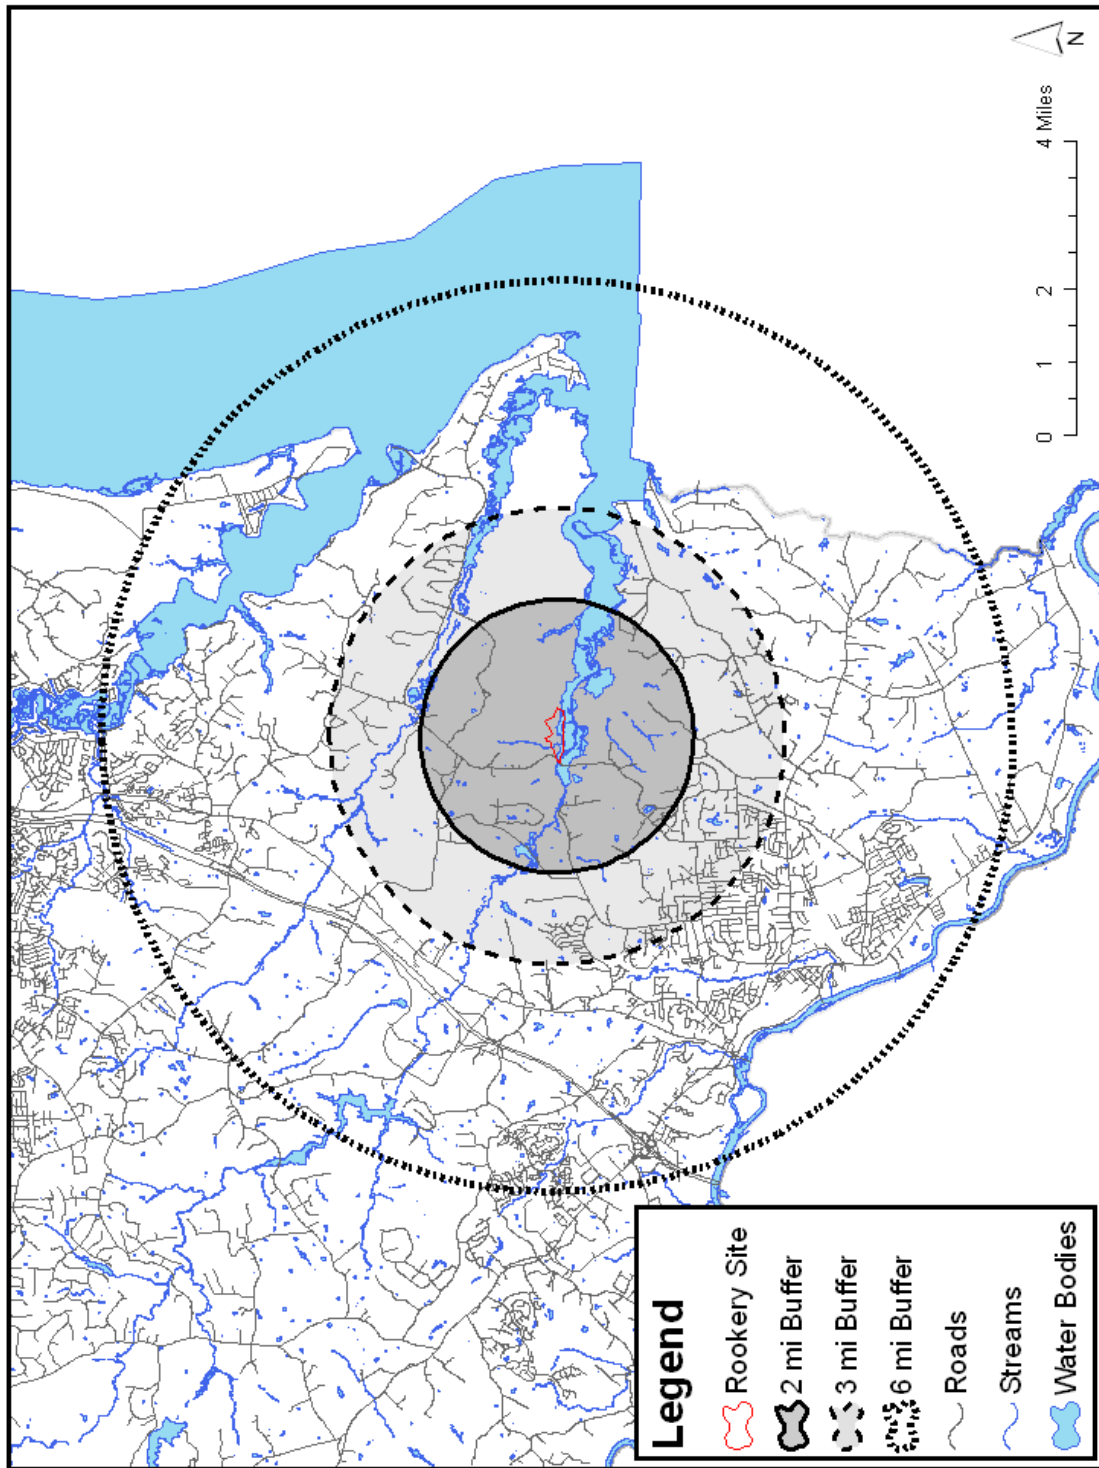 Legend
Rookery Site
2 mi Buffer
3 mi Buffer
6 mi Buffer
Roads
Streams
Water Bodies
0 1 2 4 Miles
N